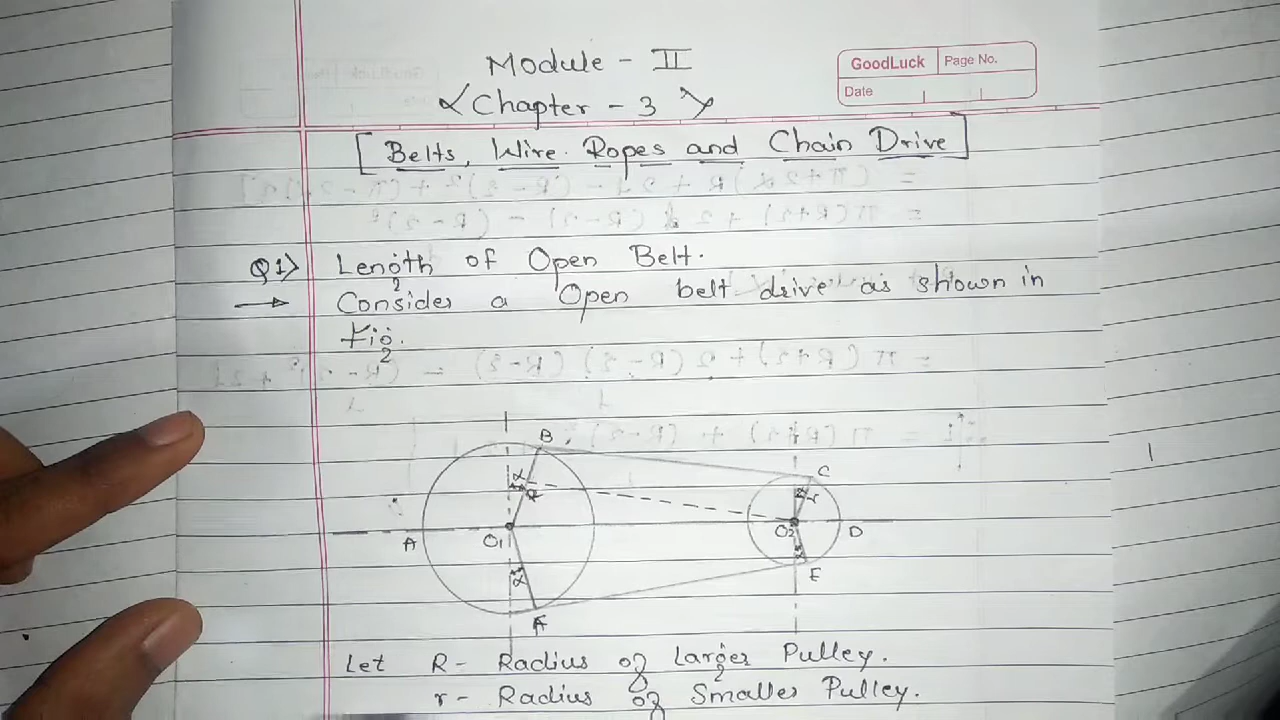 Module - II
GoodLuck Page No.
Date
<Chapter - 3>
[Belts, Wire Ropes and Chain Drive]
Q1> Length of Open Belt.
→ Consider a Open belt drive as shown in
fig.
B
α
C
α r
A O1 O2 D
α
α
E
F
Let R - Radius of Larger Pulley.
r - Radius of Smaller Pulley.